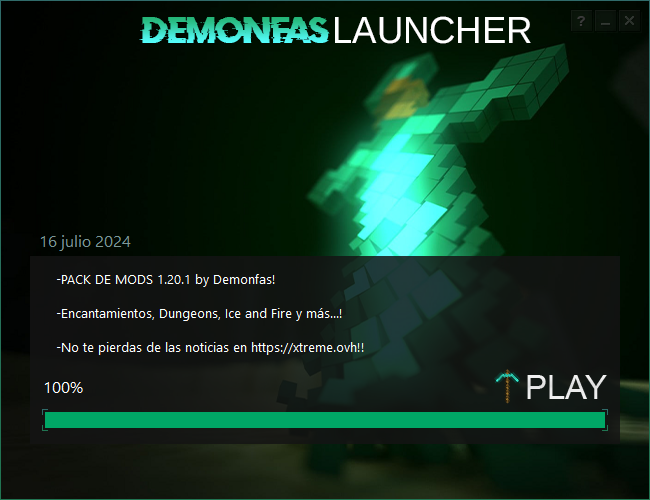 DEMONFAS LAUNCHER
?
16 julio 2024
-PACK DE MODS 1.20.1 by Demonfas!
-Encantamientos, Dungeons, Ice and Fire y más...!
-No te pierdas de las noticias en https://xtreme.ovh!!
100%
PLAY